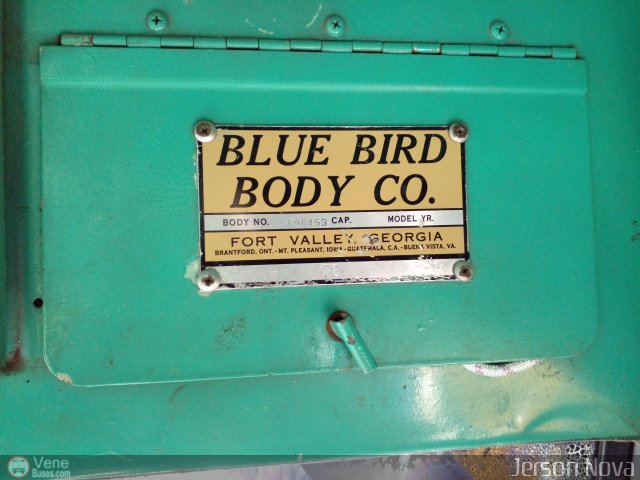 BLUE BIRD
BODY CO.
BODY NO. CAP. MODEL YR.
FORT VALLEY, GEORGIA
BRANTFORD, ONT. - MT. PLEASANT, IOWA - GUATEMALA, C.A. - BUENA VISTA, VA.
Vene
Buses.com
Jerson Nova